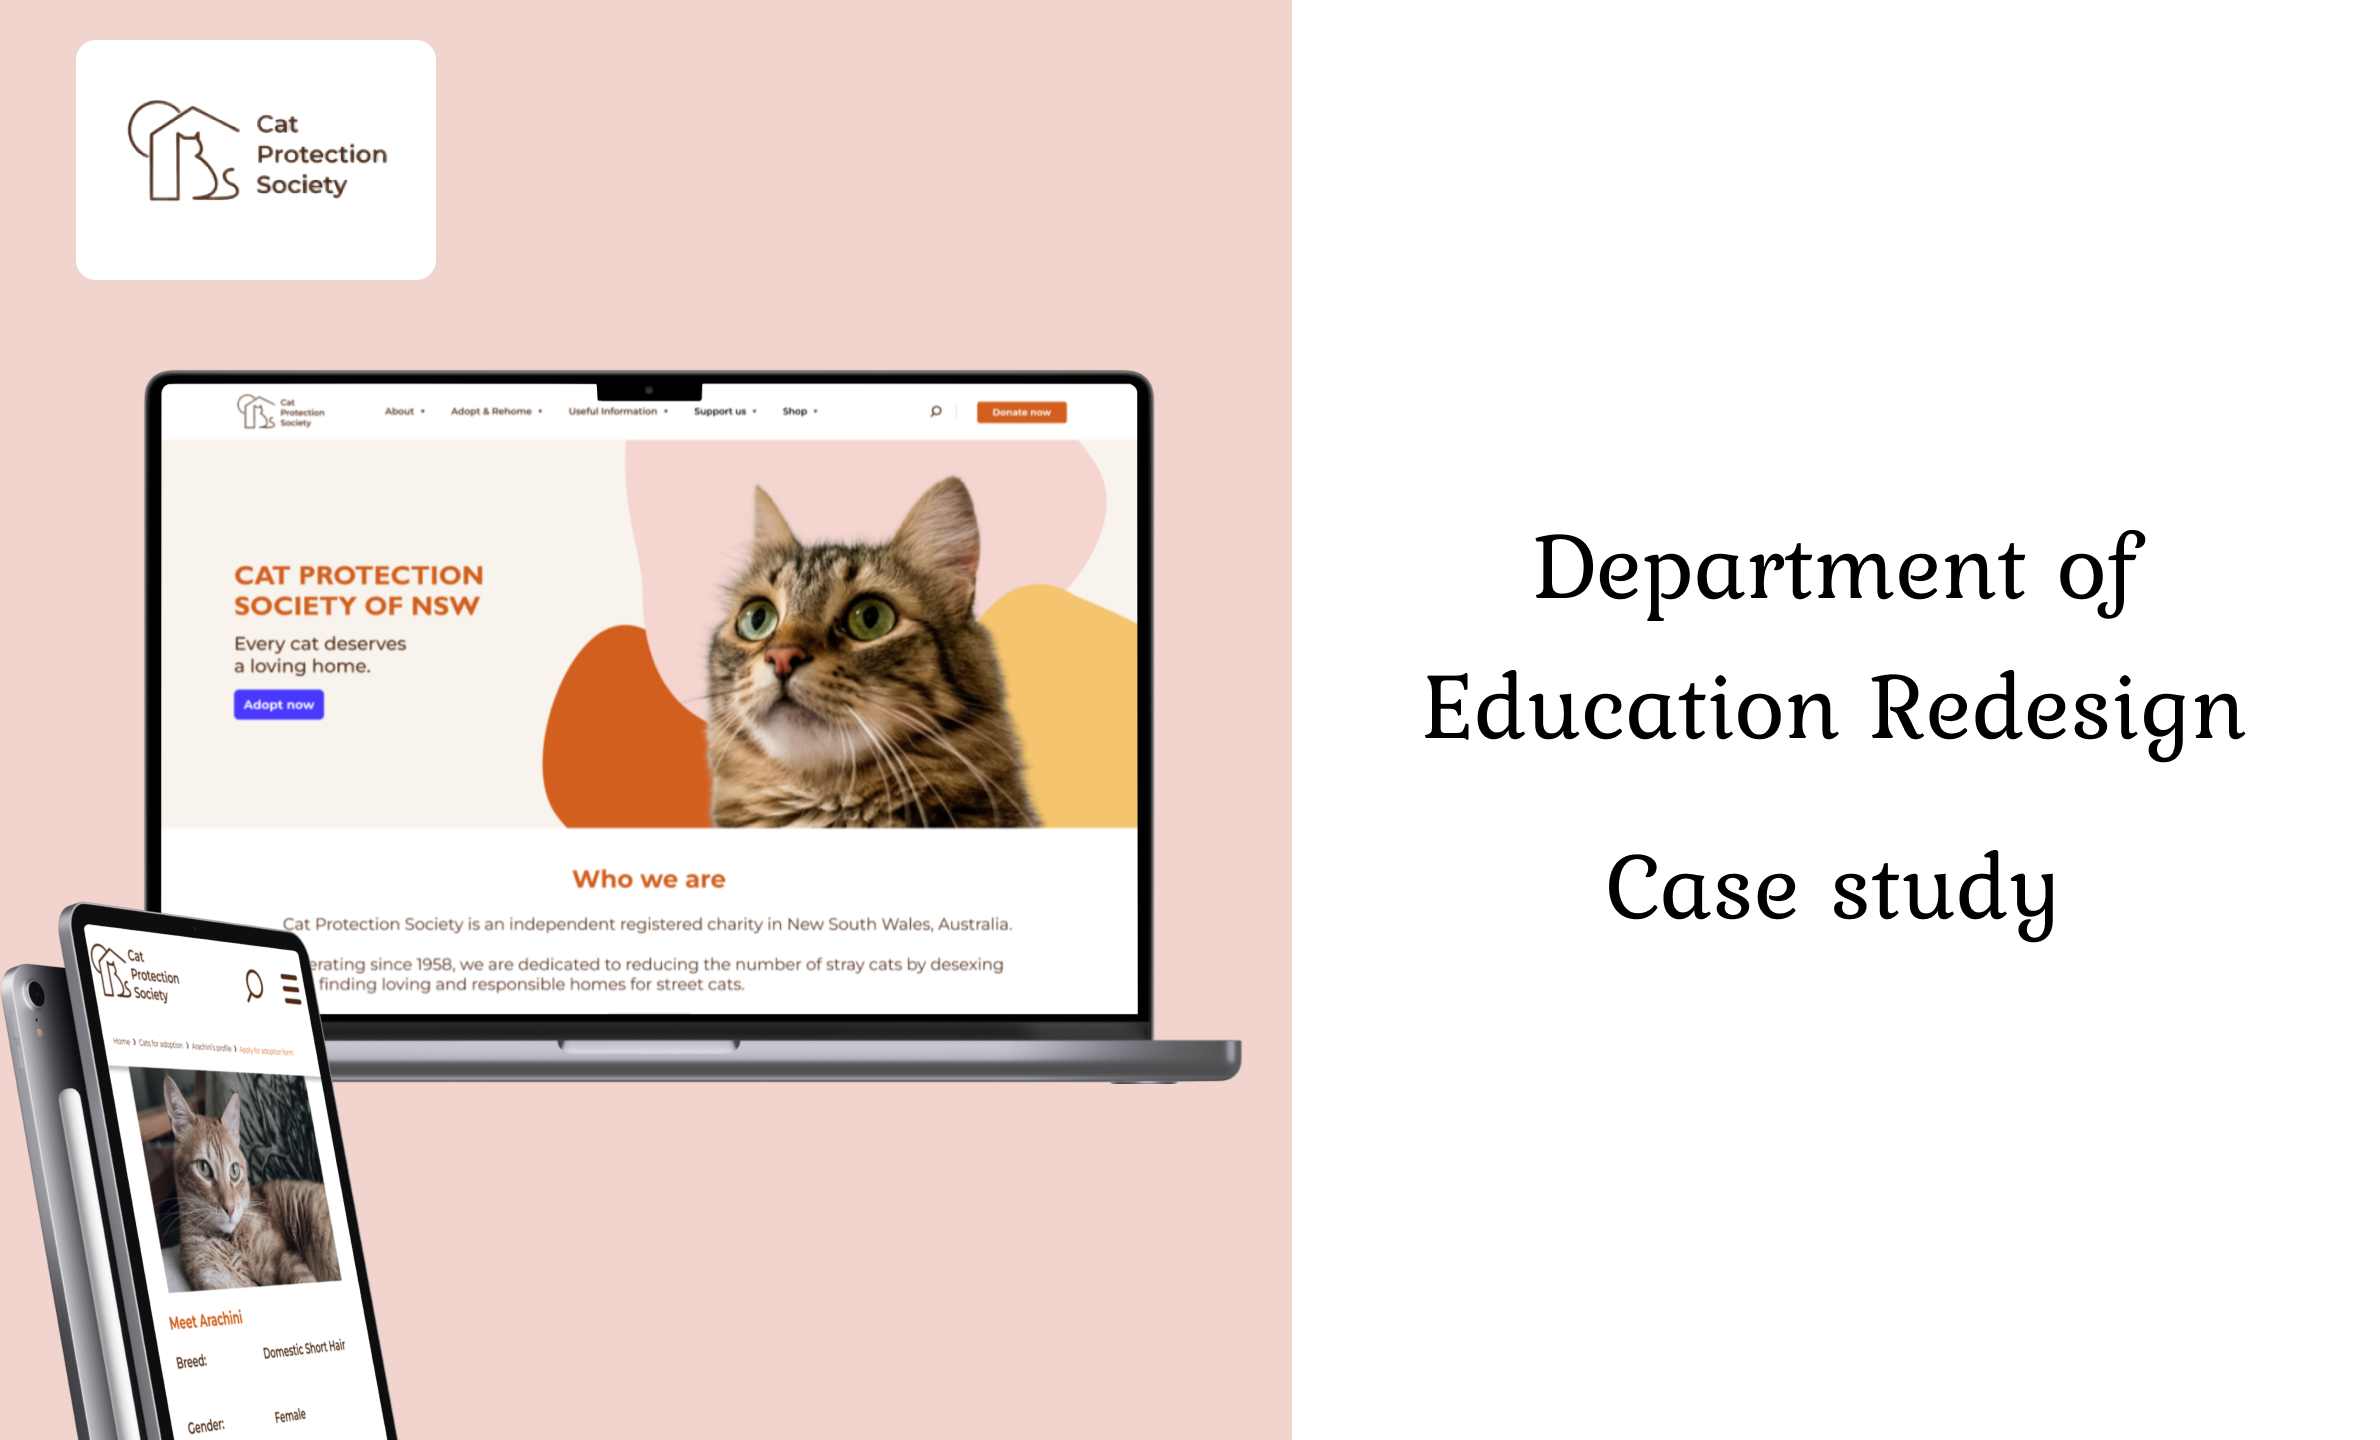 Cat
Protection
Society
Cat
Protection
Society
About
Adopt & Rehome
Useful Information
Support us
Shop
Donate now
CAT PROTECTION
SOCIETY OF NSW
Every cat deserves
a loving home.
Adopt now
Who we are
Cat Protection Society is an independent registered charity in New South Wales, Australia.
erating since 1958, we are dedicated to reducing the number of stray cats by desexing
finding loving and responsible homes for street cats.
Cat
Protection
Society
Home > Cats for adoption > Arachini's profile > Apply for adoption form
Meet Arachini
Breed: Domestic Short Hair
Gender: Female
Department of
Education Redesign
Case study